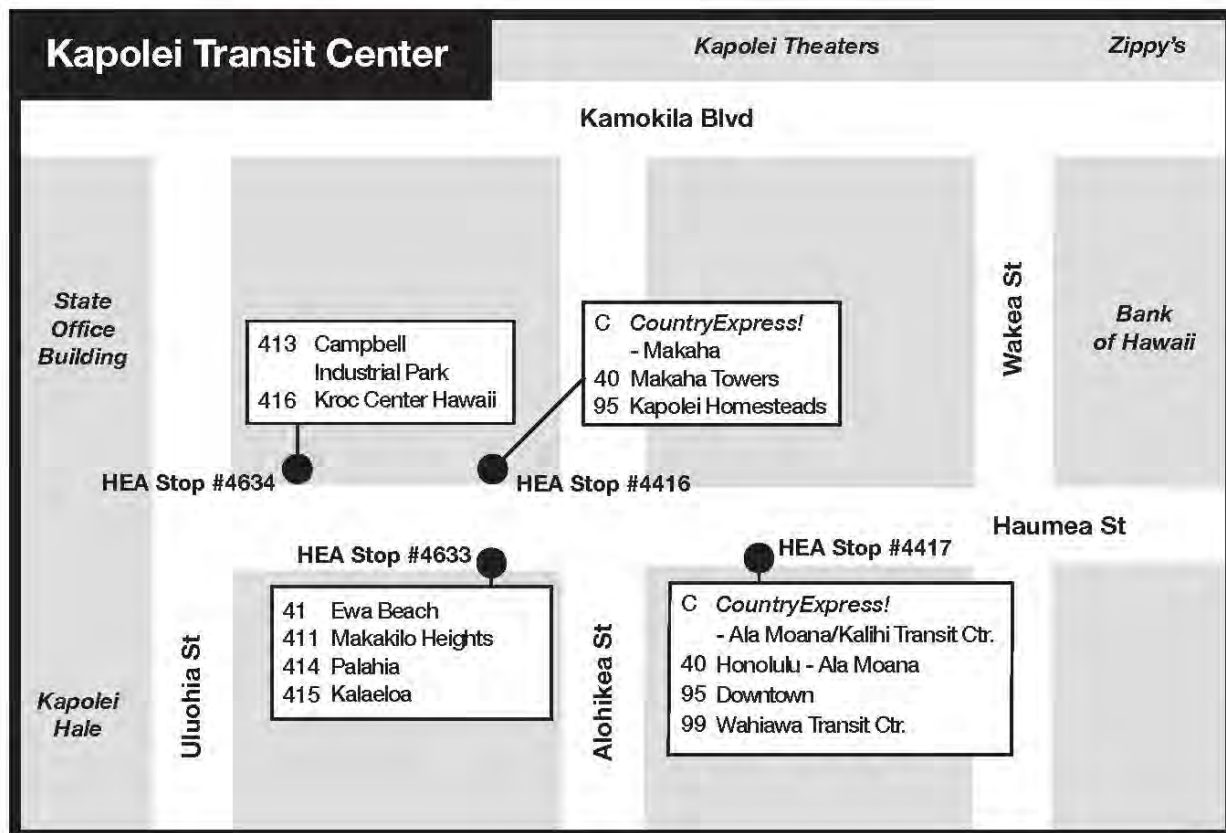 Kapolei Transit Center
Kapolei Theaters
Zippy's
Kamokila Blvd
State
Office
Building
413 Campbell
Industrial Park
416 Kroc Center Hawaii
C CountryExpress!
- Makaha
40 Makaha Towers
95 Kapolei Homesteads
Wakea St
Bank
of Hawaii
HEA Stop #4634
HEA Stop #4416
Haumea St
HEA Stop #4633
HEA Stop #4417
41 Ewa Beach
411 Makakilo Heights
414 Palahia
415 Kalaeloa
C CountryExpress!
- Ala Moana/Kalihi Transit Ctr.
40 Honolulu - Ala Moana
95 Downtown
99 Wahiawa Transit Ctr.
Kapolei
Hale
Uluohia St
Alohikea St